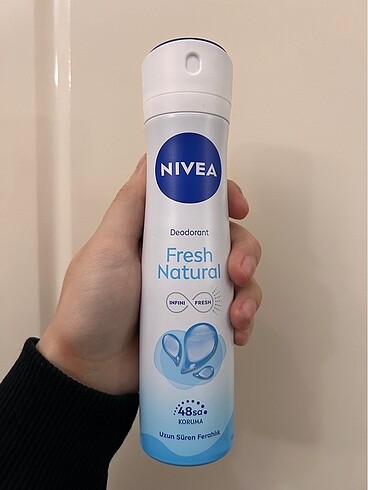 NIVEA
Deodorant
Fresh
Natural
INFINI FRESH
48sa
KORUMA
Uzun Süren Ferahlık